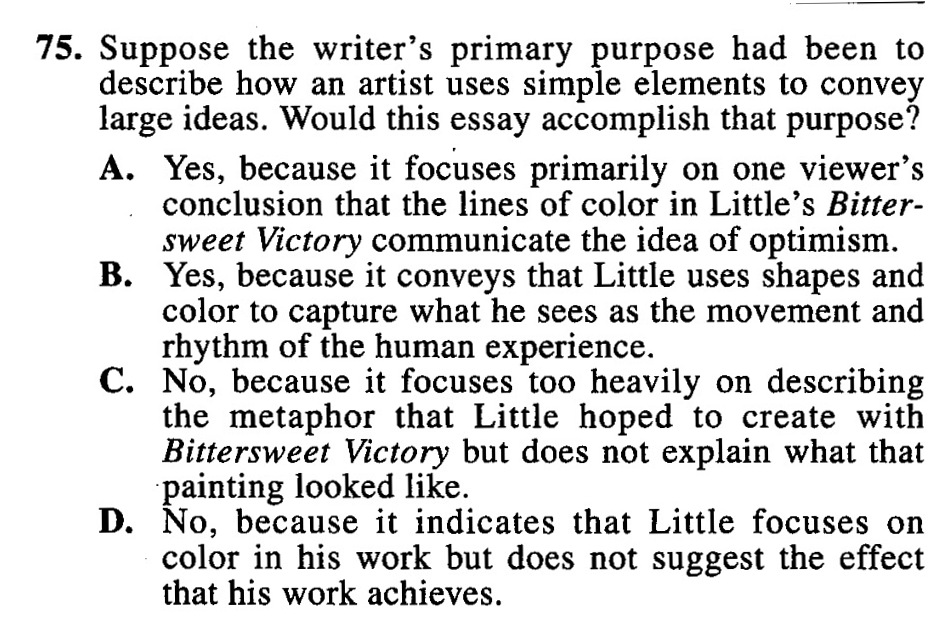 75. Suppose the writer's primary purpose had been to
describe how an artist uses simple elements to convey
large ideas. Would this essay accomplish that purpose?
A. Yes, because it focuses primarily on one viewer's
conclusion that the lines of color in Little's Bitter-
sweet Victory communicate the idea of optimism.
B. Yes, because it conveys that Little uses shapes and
color to capture what he sees as the movement and
rhythm of the human experience.
C. No, because it focuses too heavily on describing
the metaphor that Little hoped to create with
Bittersweet Victory but does not explain what that
painting looked like.
D. No, because it indicates that Little focuses on
color in his work but does not suggest the effect
that his work achieves.